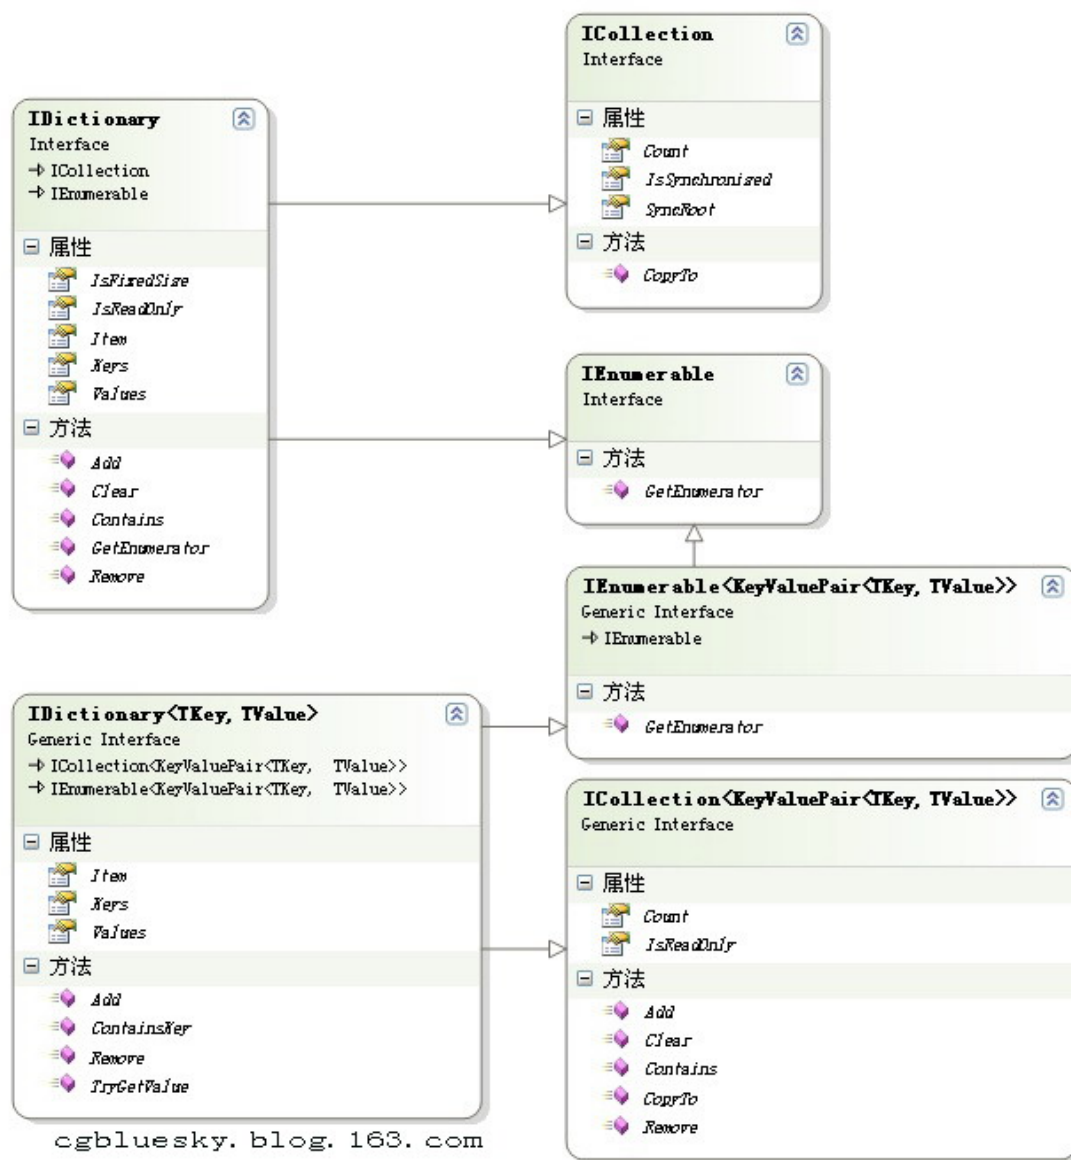 ICollection
Interface
属性
Count
IsSynchronized
SyncRoot
方法
CopyTo
IDictionary
Interface
ICollection
IEnumerable
属性
IsFixedSize
IsReadOnly
Item
Keys
Values
方法
Add
Clear
Contains
GetEnumerator
Remove
IEnumerable
Interface
方法
GetEnumerator
IEnumerable<KeyValuePair<TKey, TValue>>
Generic Interface
IEnumerable
方法
GetEnumerator
IDictionary<TKey, TValue>
Generic Interface
ICollection<KeyValuePair<TKey, TValue>>
IEnumerable<KeyValuePair<TKey, TValue>>
属性
Item
Keys
Values
方法
Add
ContainsKey
Remove
TryGetValue
ICollection<KeyValuePair<TKey, TValue>>
Generic Interface
属性
Count
IsReadOnly
方法
Add
Clear
Contains
CopyTo
Remove
cgbluesky.blog.163.com